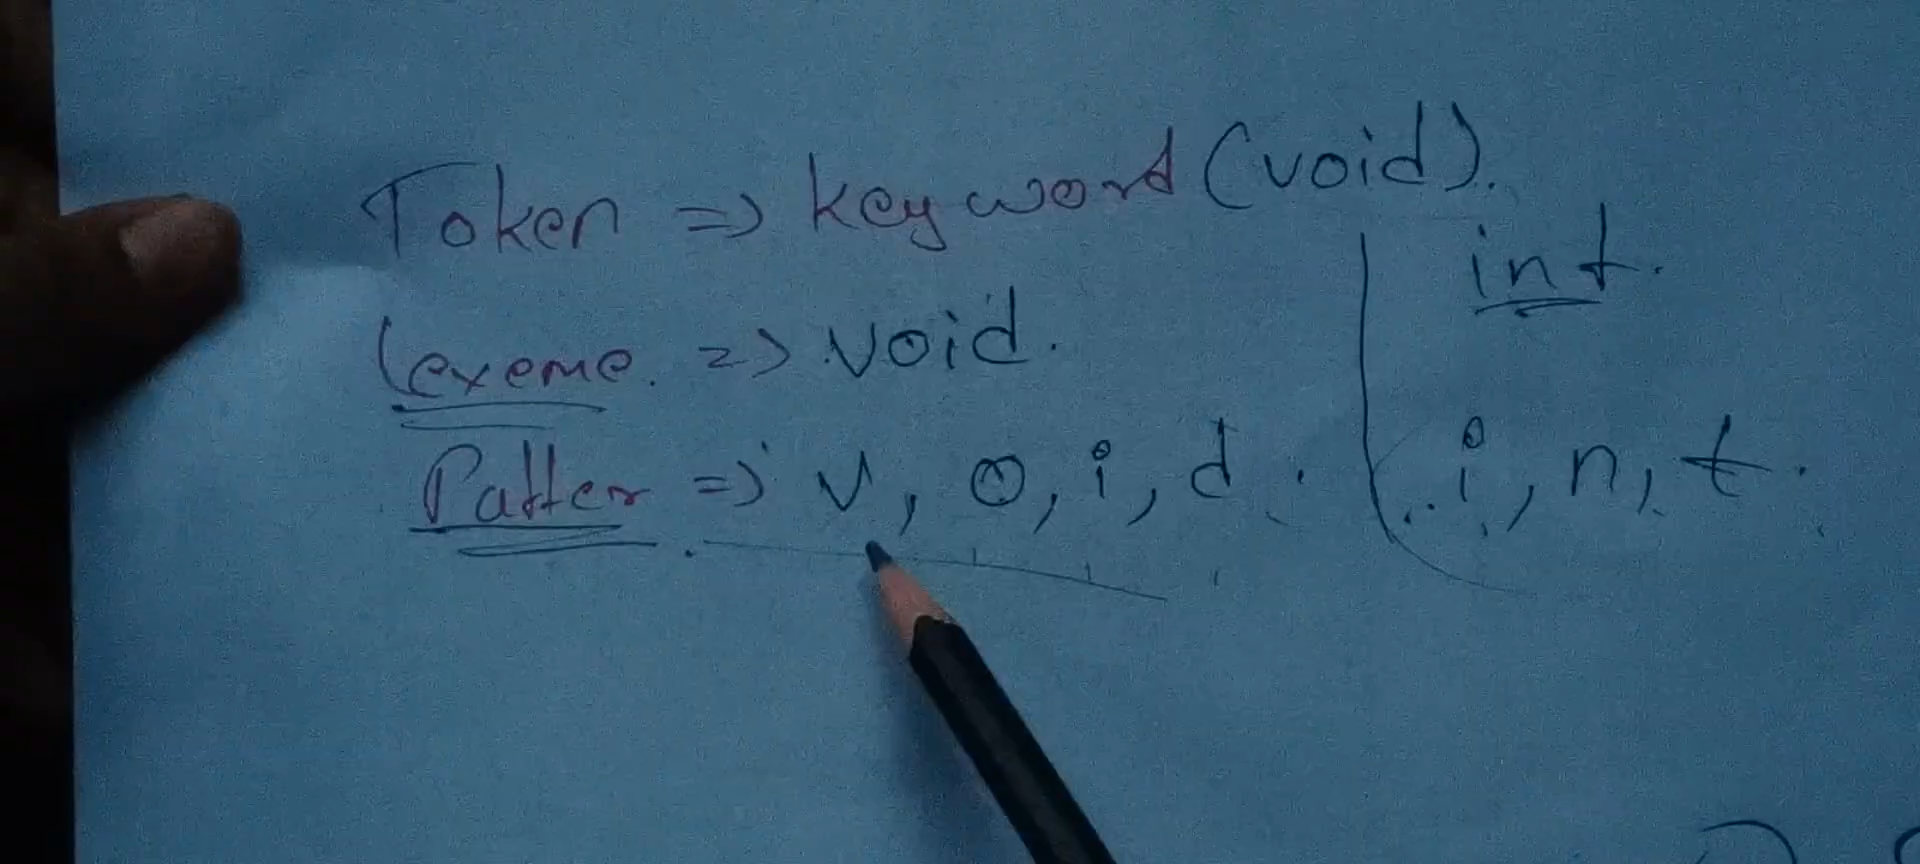 Token => keyword (void).
int.
lexeme. => void.
Patter => v, o, i, d. i, n, t.